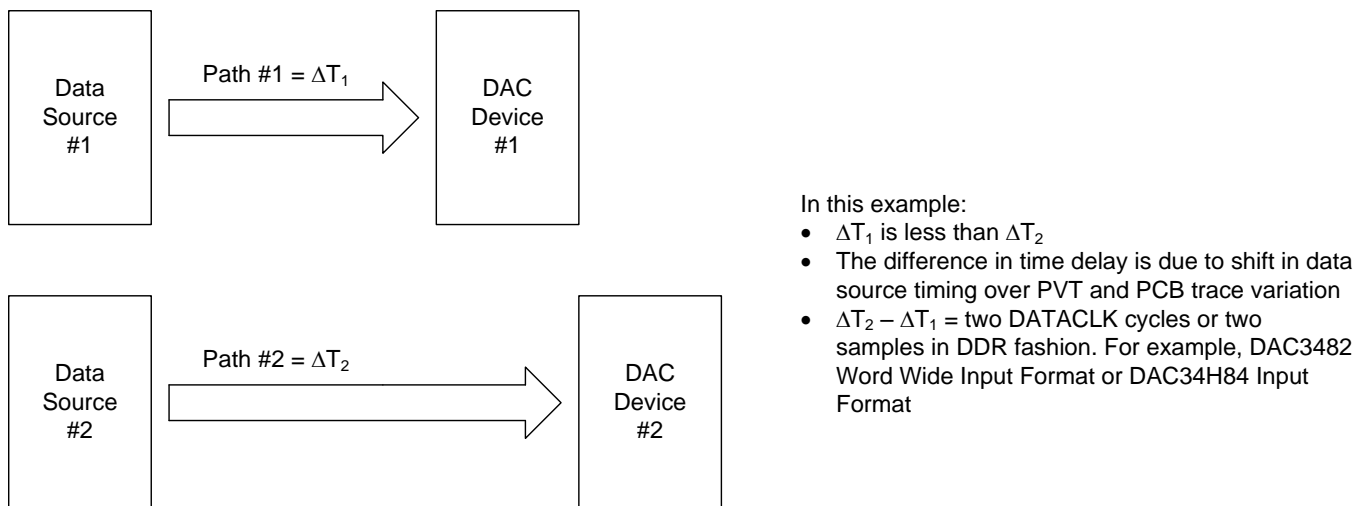 Data
Source
#1
Path #1 = ΔT₁
DAC
Device
#1
Data
Source
#2
Path #2 = ΔT₂
DAC
Device
#2
In this example:
• ΔT₁ is less than ΔT₂
• The difference in time delay is due to shift in data
source timing over PVT and PCB trace variation
• ΔT₂ – ΔT₁ = two DATACLK cycles or two
samples in DDR fashion. For example, DAC3482
Word Wide Input Format or DAC34H84 Input
Format